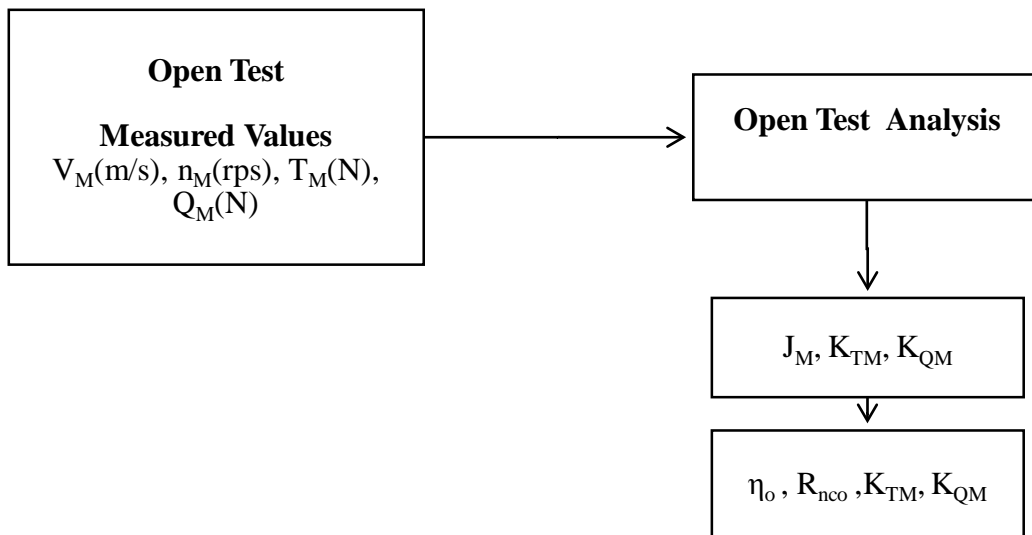 Open Test
Measured Values
V_M(m/s), n_M(rps), T_M(N),
Q_M(N)
Open Test Analysis
J_M, K_TM, K_QM
η_o , R_nco ,K_TM, K_QM